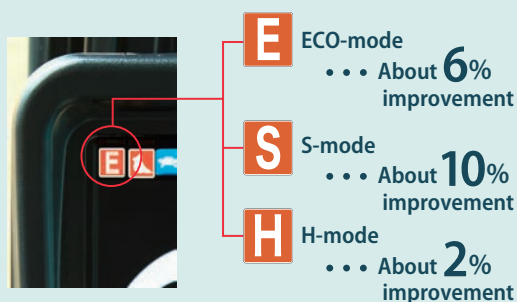 E
E
ECO-mode
• • • About 6%
improvement
S
S-mode
• • • About 10%
improvement
H
H-mode
• • • About 2%
improvement